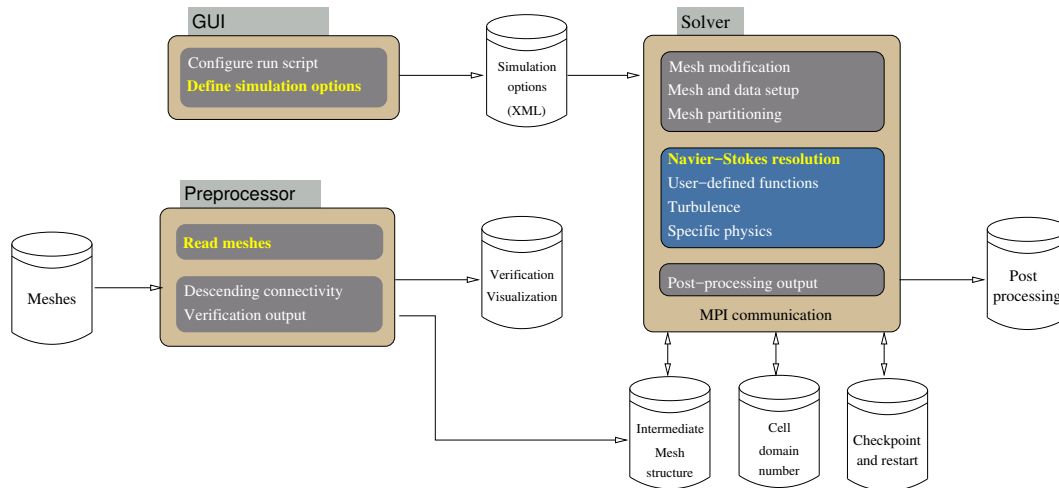 GUI
Configure run script
Define simulation options
Simulation
options
(XML)
Solver
Mesh modification
Mesh and data setup
Mesh partitioning
Navier−Stokes resolution
User−defined functions
Turbulence
Specific physics
Post−processing output
MPI communication
Preprocessor
Read meshes
Descending connectivity
Verification output
Meshes
Verification
Visualization
Post
processing
Intermediate
Mesh
structure
Cell
domain
number
Checkpoint
and restart